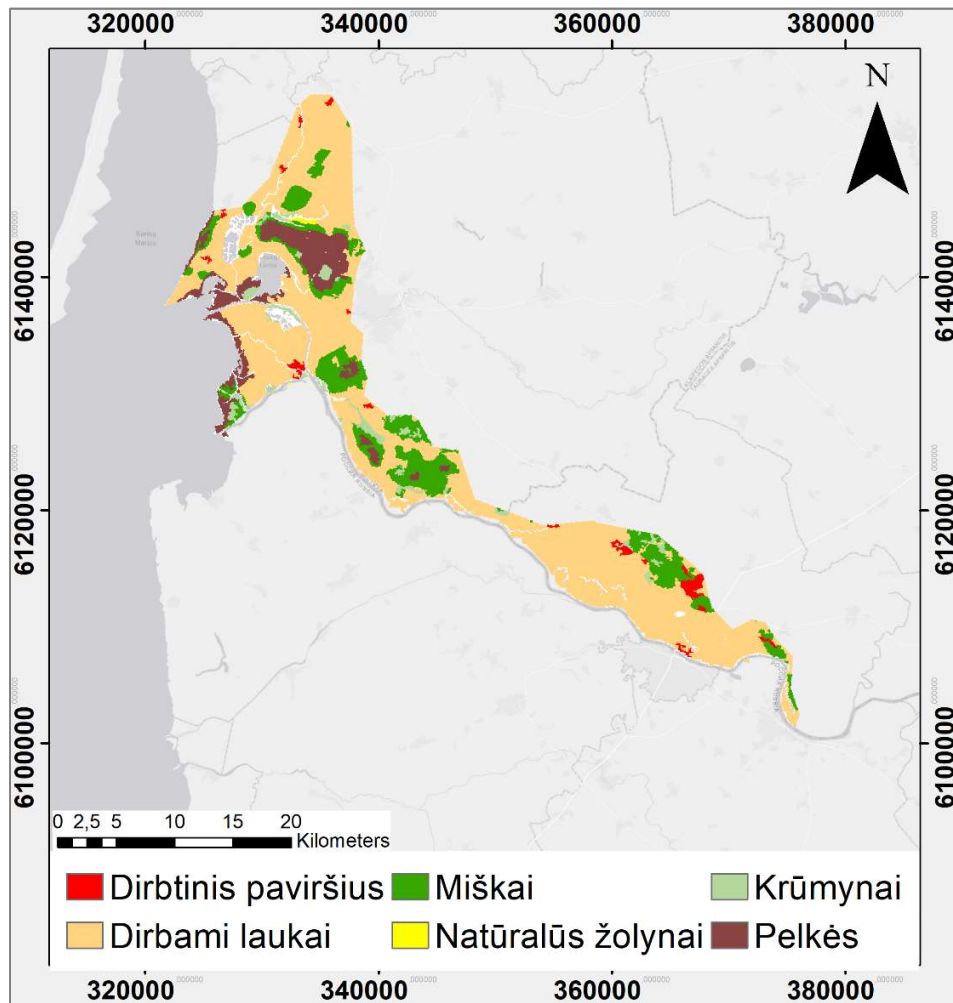 320000 340000 360000 380000
N
6140000 6140000
6120000 6120000
6100000 6100000
0 2,5 5 10 15 20
Kilometers
Dirbtinis paviršius Miškai Krūmynai
Dirbami laukai Natūralūs žolynai Pelkės
320000 340000 360000 380000